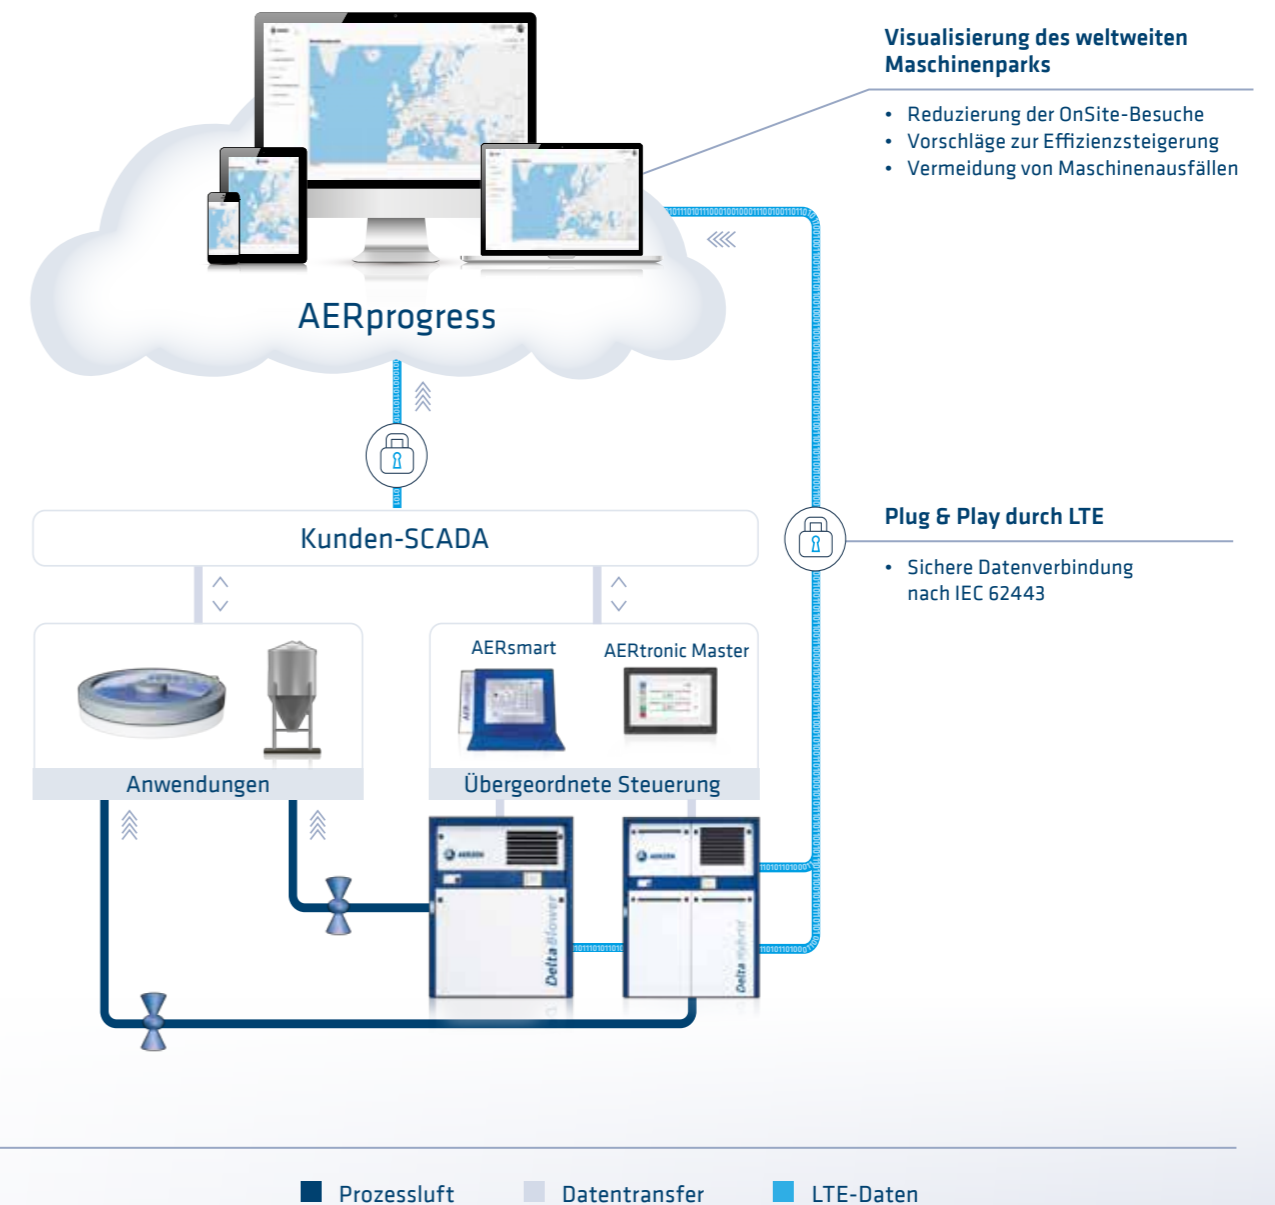 Visualisierung des weltweiten
Maschinenparks
• Reduzierung der OnSite-Besuche
• Vorschläge zur Effizienzsteigerung
• Vermeidung von Maschinenausfällen
AERprogress
Kunden-SCADA
Plug & Play durch LTE
• Sichere Datenverbindung
nach IEC 62443
AERsmart
AERtronic Master
Anwendungen
Übergeordnete Steuerung
AERZEN
AERZEN
Delta Blower
Delta Hybrid
Prozessluft
Datentransfer
LTE-Daten